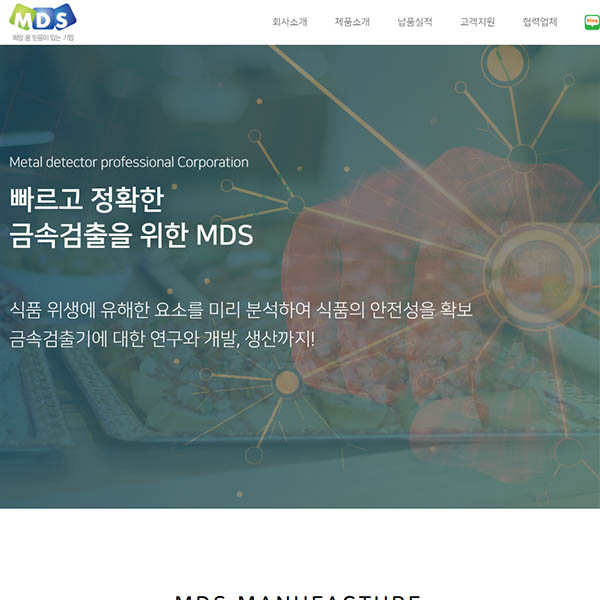 MDS
희망 꿈 믿음이 있는 기업
회사소개 제품소개 납품실적 고객지원 협력업체 blog
Metal detector professional Corporation
빠르고 정확한
금속검출을 위한 MDS
식품 위생에 유해한 요소를 미리 분석하여 식품의 안전성을 확보
금속검출기에 대한 연구와 개발, 생산까지!
MDS MANUFACTURE